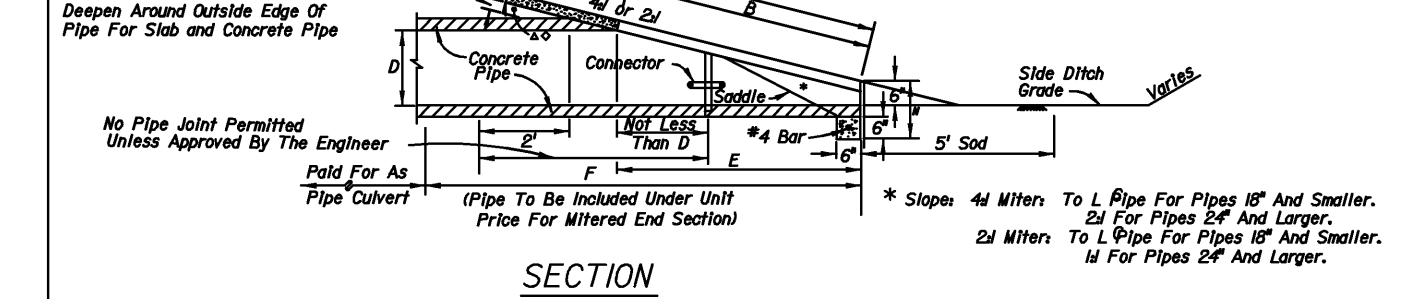 Deepen Around Outside Edge Of
Pipe For Slab and Concrete Pipe
4:1 or 2:1
B
D
Concrete
Pipe
Connector
Saddle
*
6"
Side Ditch
Grade
Varies
No Pipe Joint Permitted
Unless Approved By The Engineer
2'
Not Less
Than D
#4 Bar
6"
6"
5' Sod
E
F
Paid For As
Pipe Culvert
(Pipe To Be Included Under Unit
Price For Mitered End Section)
* Slope: 4:1 Miter: To ℄ Pipe For Pipes 18" And Smaller.
2:1 For Pipes 24" And Larger.
2:1 Miter: To ℄ Pipe For Pipes 18" And Smaller.
1:1 For Pipes 24" And Larger.
SECTION